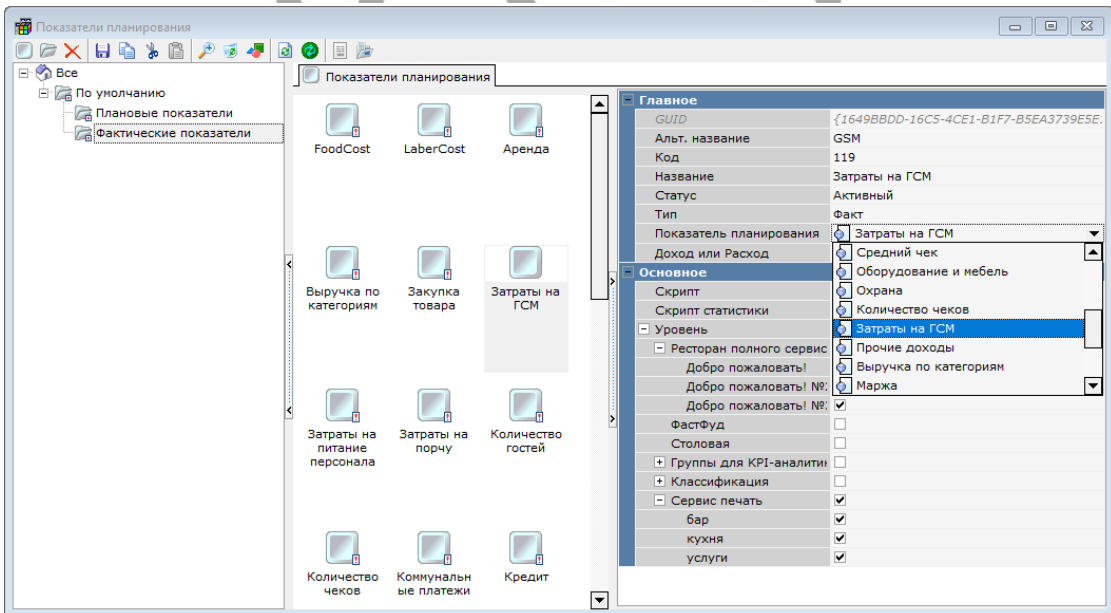 Показатели планирования
Все
По умолчанию
Плановые показатели
Фактические показатели
Показатели планирования
FoodCost
LaberCost
Аренда
Выручка по
категориям
Закупка
товара
Затраты на
ГСМ
Затраты на
питание
персонала
Затраты на
порчу
Количество
гостей
Количество
чеков
Коммунальн
ые платежи
Кредит
Главное
GUID {1649BBDD-16C5-4CE1-B1F7-B5EA3739E5E:
Альт. название GSM
Код 119
Название Затраты на ГСМ
Статус Активный
Тип Факт
Показатель планирования Затраты на ГСМ
Доход или Расход Средний чек
Основное Оборудование и мебель
Скрипт Охрана
Скрипт статистики Количество чеков
Уровень Затраты на ГСМ
Ресторан полного сервис Прочие доходы
Добро пожаловать! Выручка по категориям
Добро пожаловать! №: Маржа
Добро пожаловать! №:
ФастФуд
Столовая
Группы для KPI-аналити
Классификация
Сервис печать
бар
кухня
услуги